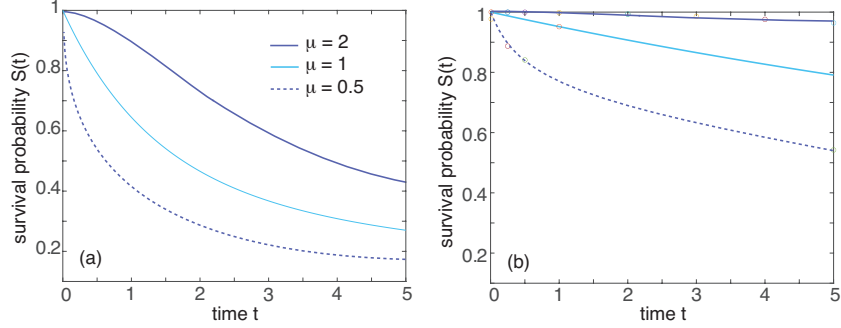 survival probability S(t)
1
0.8
0.6
0.4
0.2
μ = 2
μ = 1
μ = 0.5
(a)
0 1 2 3 4 5
time t
survival probability S(t)
1
0.8
0.6
0.4
0.2
(b)
0 1 2 3 4 5
time t